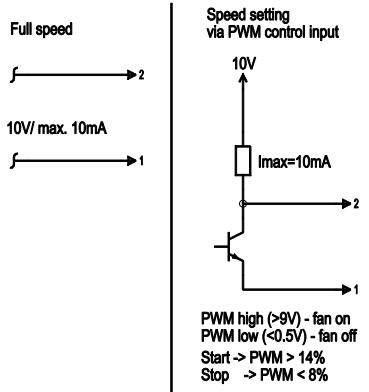 Full speed
2
10V/ max. 10mA
1
Speed setting
via PWM control input
10V
Imax=10mA
2
1
PWM high (>9V) - fan on
PWM low (<0.5V) - fan off
Start -> PWM > 14%
Stop -> PWM < 8%